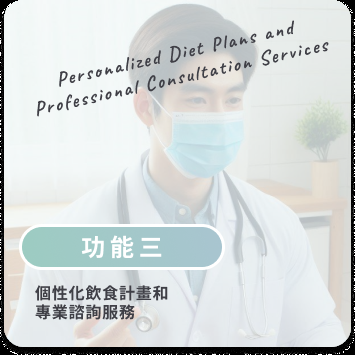 Personalized Diet Plans and
Professional Consultation Services
功能三
個性化飲食計畫和
專業諮詢服務